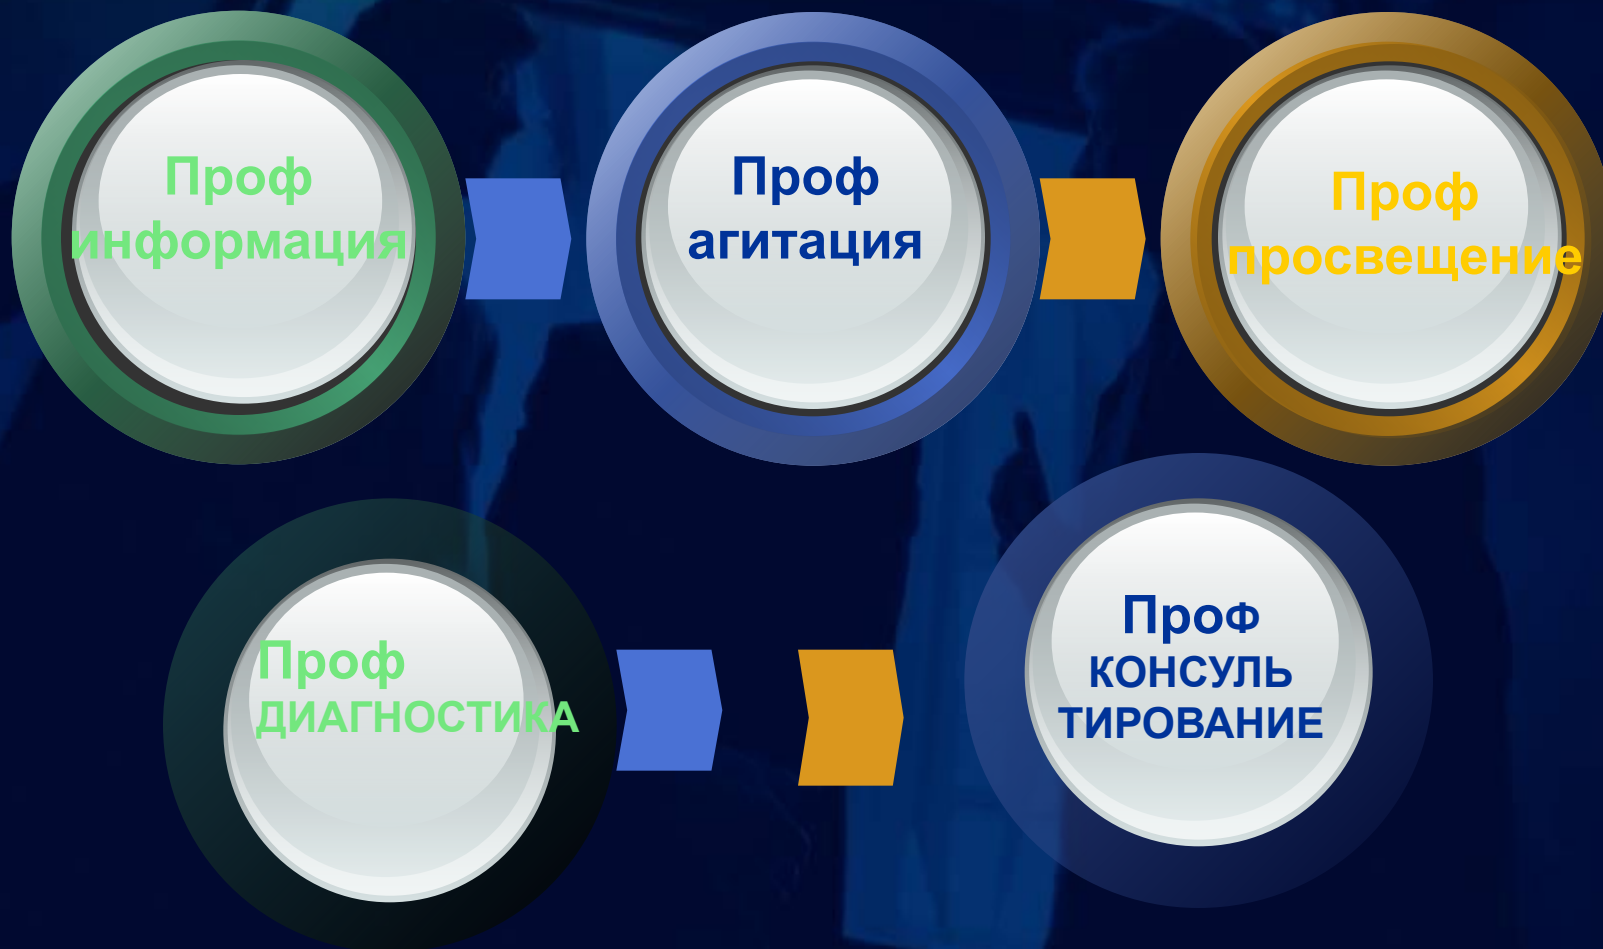 Проф
информация
Проф
агитация
Проф
просвещение
Проф
ДИАГНОСТИКА
ПроФ
КОНСУЛЬ
ТИРОВАНИЕ